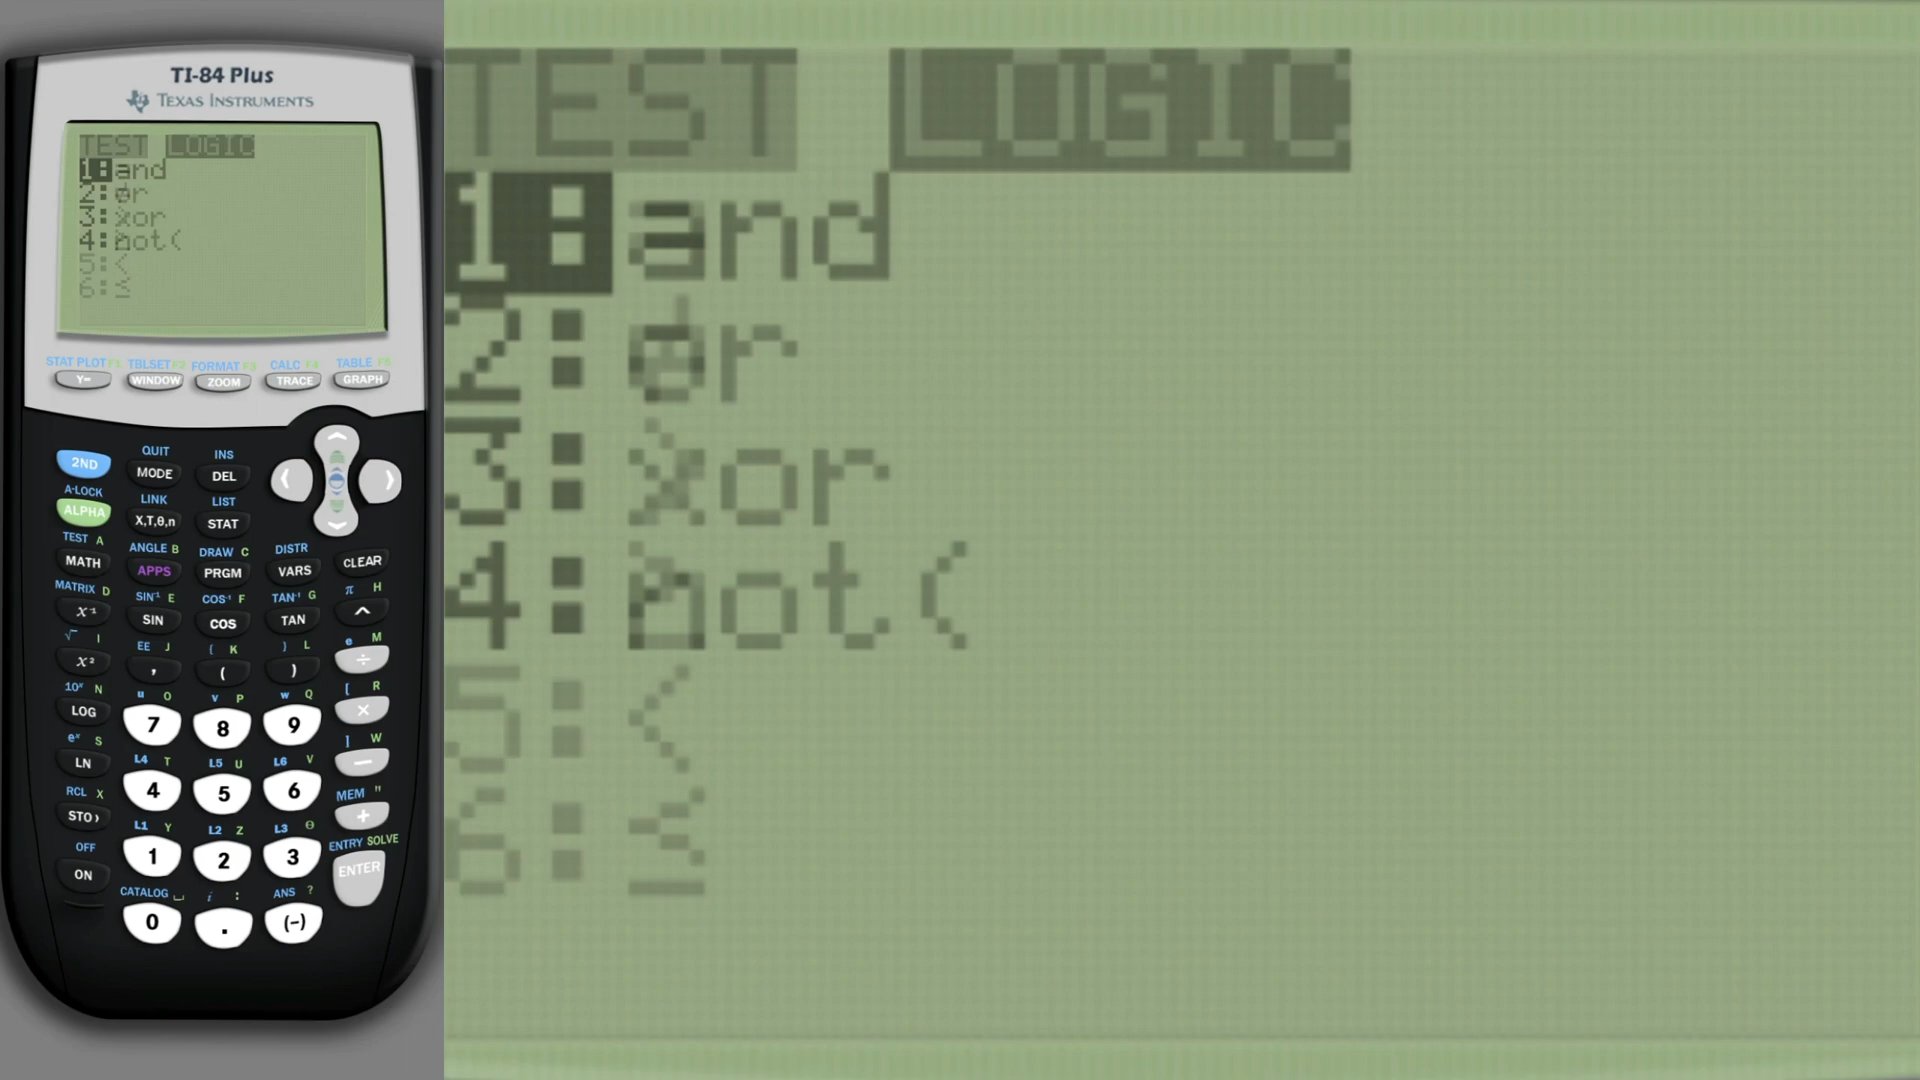 TI-84 Plus
TEXAS INSTRUMENTS
TEST LOGIC
1:and
2:or
3:xor
4:not(
5:<
6:≤
STAT PLOT F1 TBLSET F2 FORMAT F3 CALC F4 TABLE F5
Y= WINDOW ZOOM TRACE GRAPH
QUIT INS
2ND MODE DEL
A-LOCK LINK LIST
ALPHA X,T,θ,n STAT
TEST A ANGLE B DRAW C DISTR
MATH APPS PRGM VARS CLEAR
MATRIX D SIN⁻¹ E COS⁻¹ F TAN⁻¹ G π H
x⁻¹ SIN COS TAN ^
√ I EE J { K } L e M
x² , ( ) ÷
10ˣ N u O v P w Q [ R
LOG 7 8 9 ×
eˣ S L4 T L5 U L6 V ] W
LN 4 5 6 −
RCL X L1 Y L2 Z L3 θ MEM "
STO› 1 2 3 +
OFF CATALOG ⎵ i : ANS ? ENTRY SOLVE
ON 0 . (-) ENTER
TEST LOGIC
1:and
2:or
3:xor
4:not(
5:<
6:≤